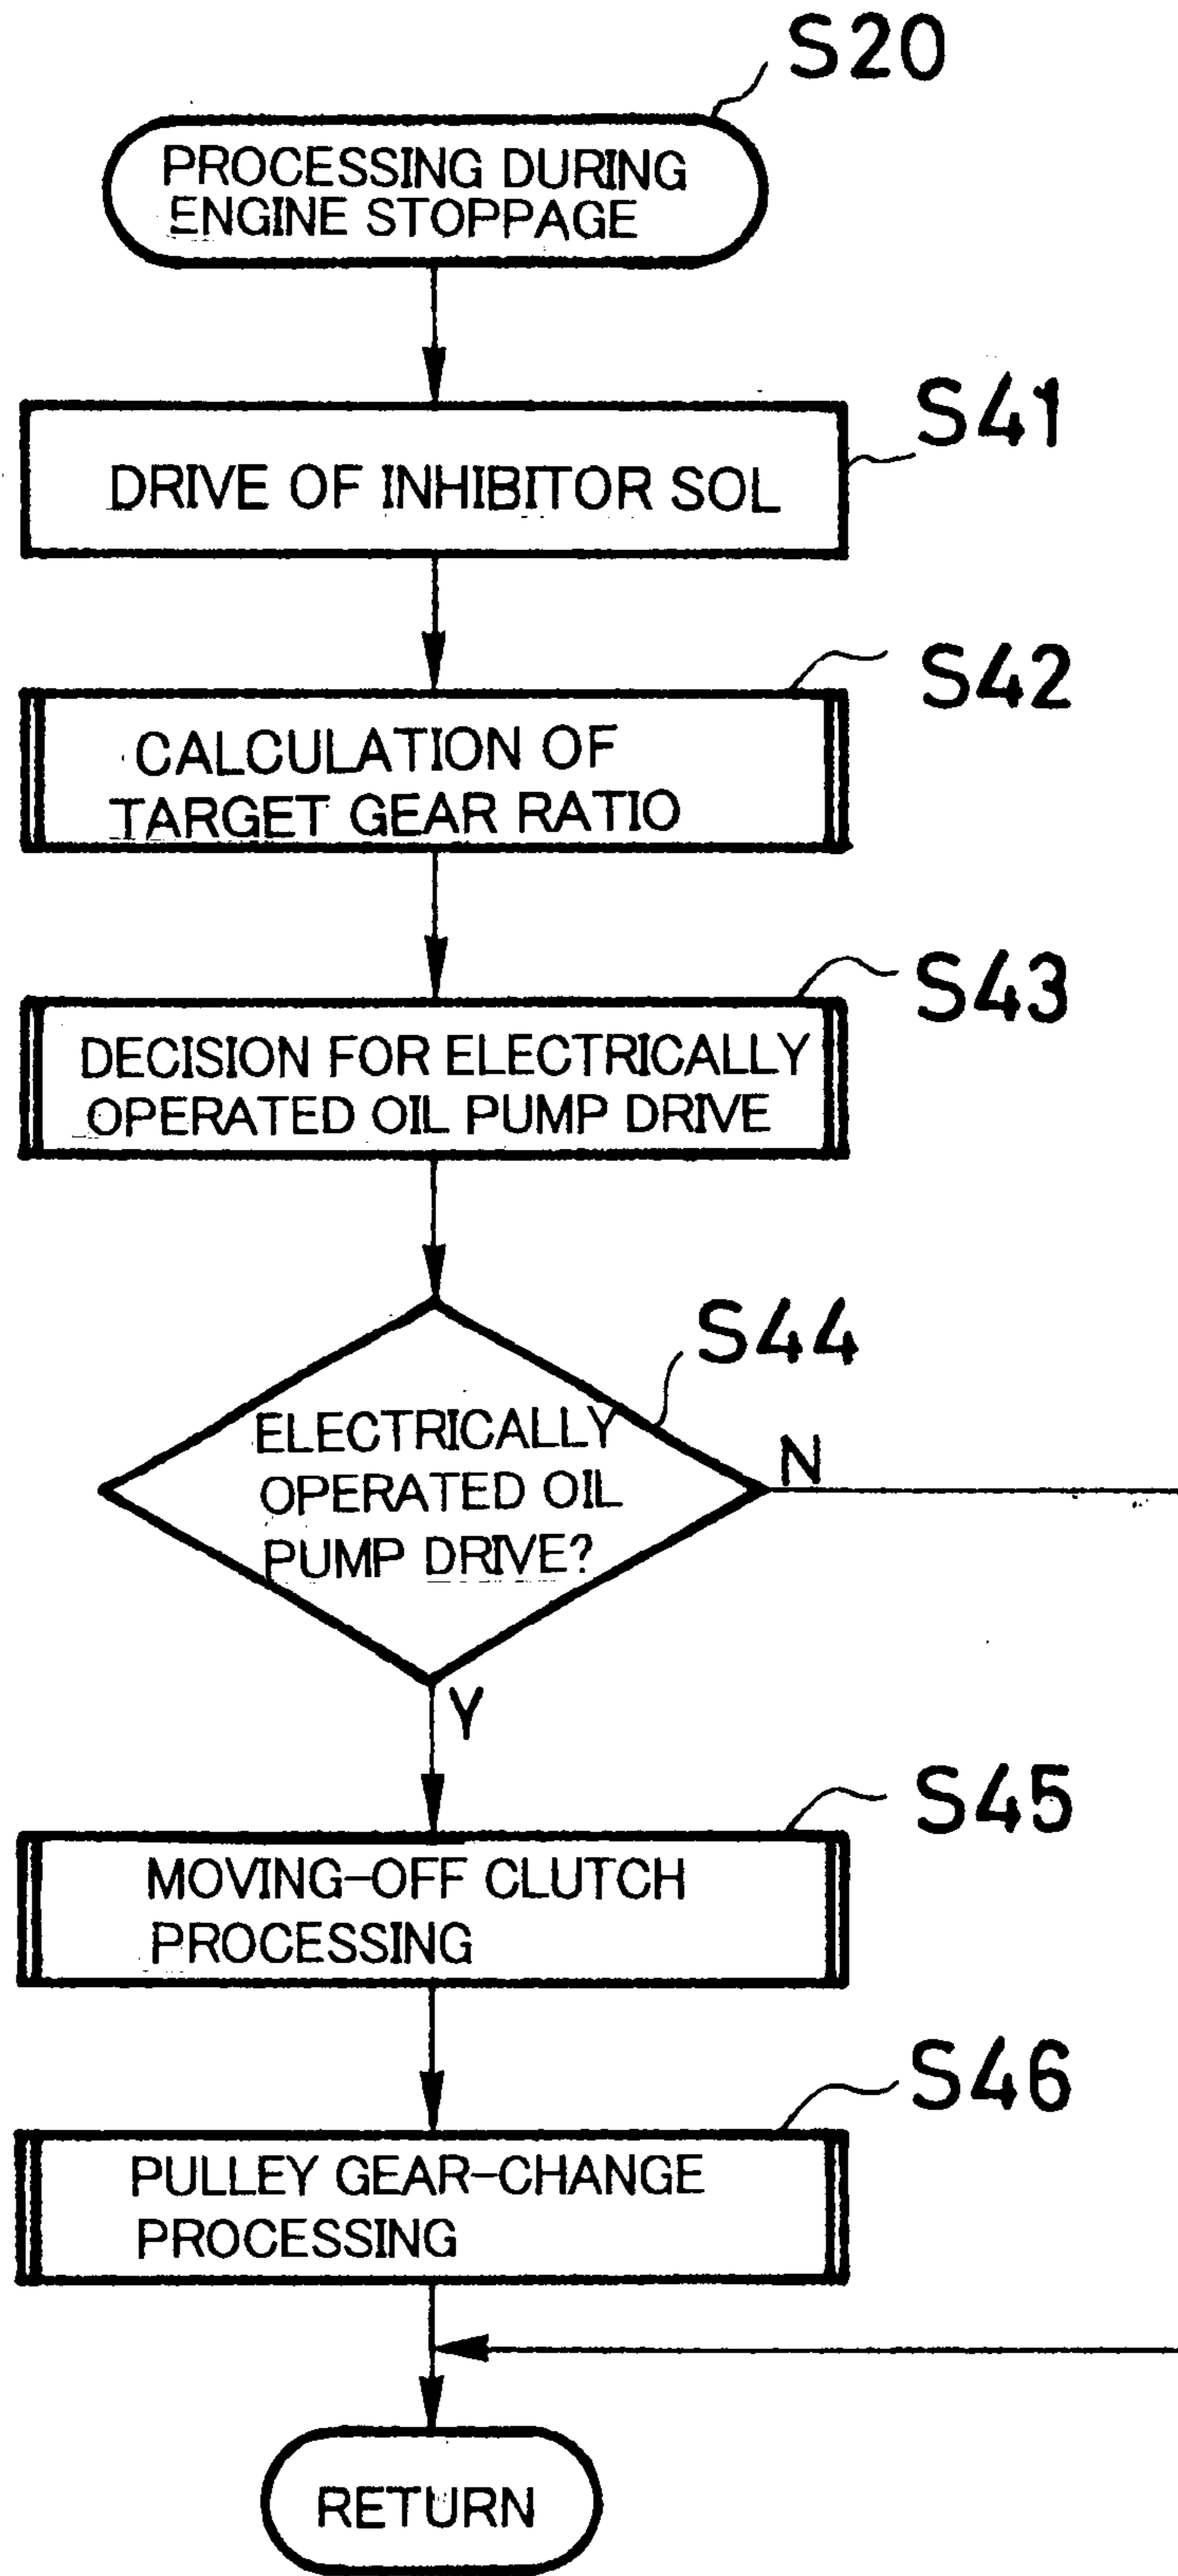 S20
PROCESSING DURING
ENGINE STOPPAGE
S41
DRIVE OF INHIBITOR SOL
S42
CALCULATION OF
TARGET GEAR RATIO
S43
DECISION FOR ELECTRICALLY
OPERATED OIL PUMP DRIVE
S44
ELECTRICALLY
OPERATED OIL
PUMP DRIVE?
N
Y
S45
MOVING-OFF CLUTCH
PROCESSING
S46
PULLEY GEAR-CHANGE
PROCESSING
RETURN